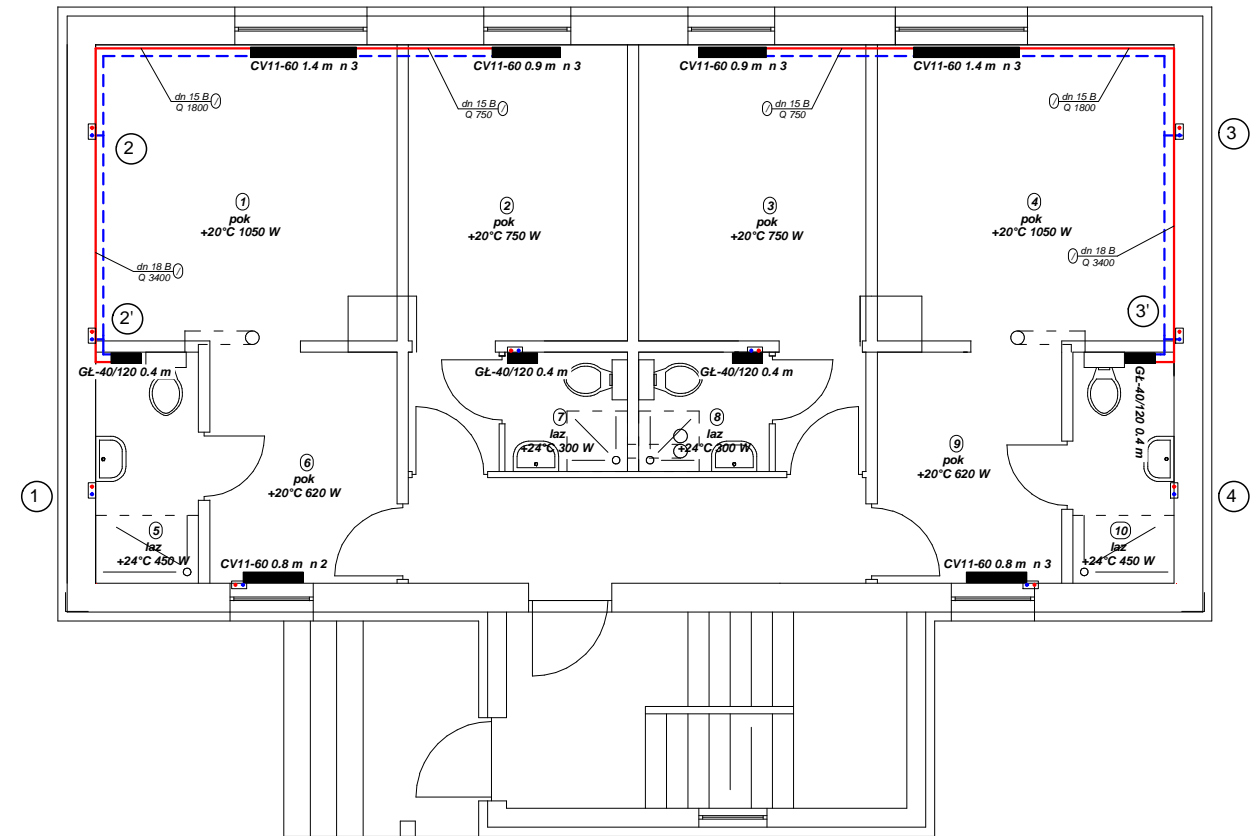 CV11-60 1.4 m n 3
CV11-60 0.9 m n 3
CV11-60 0.9 m n 3
CV11-60 1.4 m n 3
dn 15 B
Q 1800
dn 15 B
Q 750
dn 15 B
Q 750
dn 15 B
Q 1800
2
3
1
pok
+20°C 1050 W
2
pok
+20°C 750 W
3
pok
+20°C 750 W
4
pok
+20°C 1050 W
dn 18 B
Q 3400
dn 18 B
Q 3400
2'
3'
GŁ-40/120 0.4 m
GŁ-40/120 0.4 m
GŁ-40/120 0.4 m
GŁ-40/120 0.4 m
7
laz
+24°C 300 W
8
laz
+24°C 300 W
6
pok
+20°C 620 W
9
pok
+20°C 620 W
1
4
5
laz
+24°C 450 W
10
laz
+24°C 450 W
CV11-60 0.8 m n 2
CV11-60 0.8 m n 3